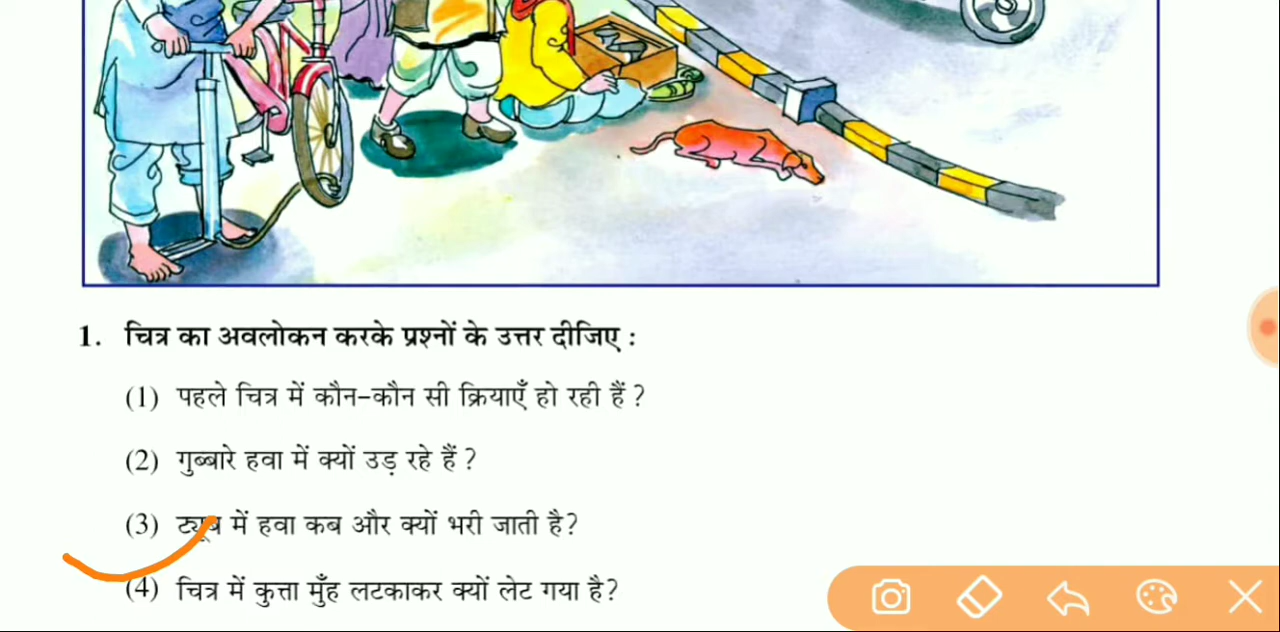 1. चित्र का अवलोकन करके प्रश्नों के उत्तर दीजिए :
(1) पहले चित्र में कौन-कौन सी क्रियाएँ हो रही हैं ?
(2) गुब्बारे हवा में क्यों उड़ रहे हैं ?
(3) ट्यूब में हवा कब और क्यों भरी जाती है?
(4) चित्र में कुत्ता मुँह लटकाकर क्यों लेट गया है?